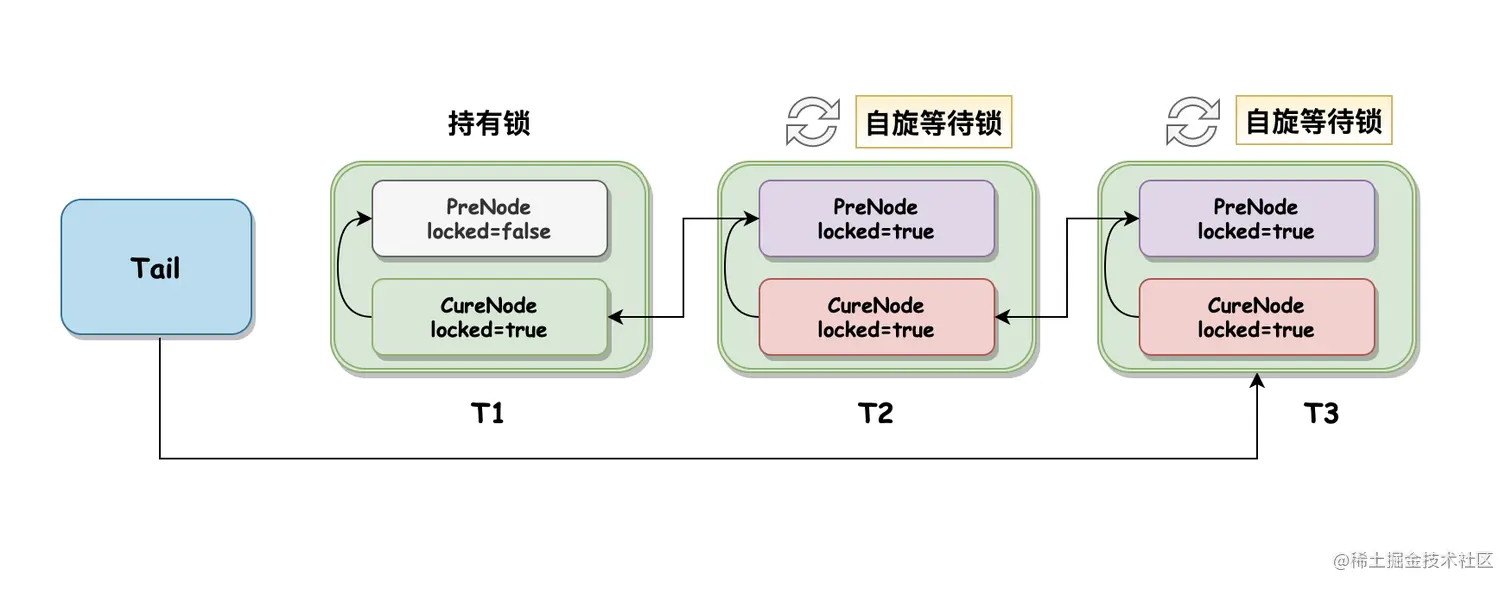 持有锁
自旋等待锁
自旋等待锁
Tail
PreNode
locked=false
CureNode
locked=true
PreNode
locked=true
CureNode
locked=true
PreNode
locked=true
CureNode
locked=true
T1
T2
T3
@稀土掘金技术社区